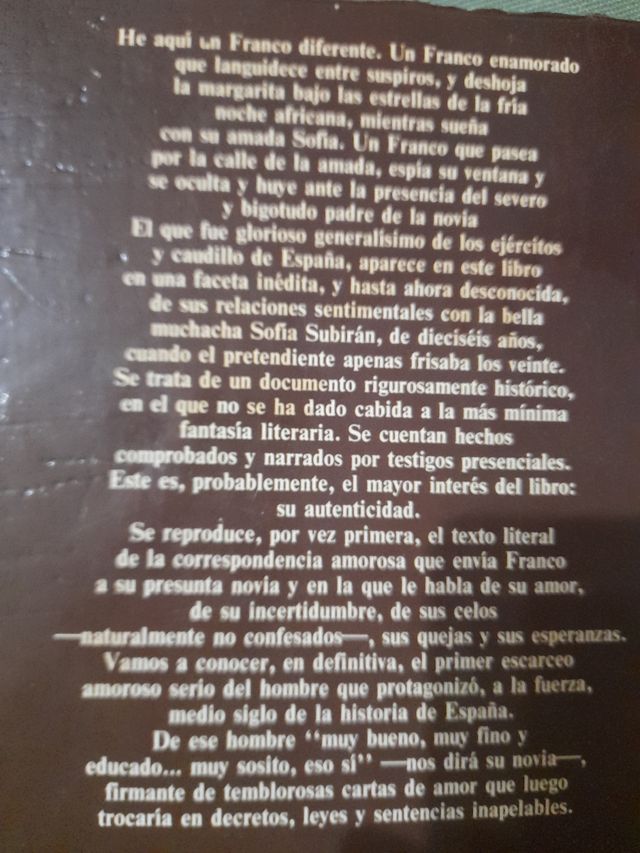 He aquí un Franco diferente. Un Franco enamorado
que languidece entre suspiros, y deshoja
la margarita bajo las estrellas de la fría
noche africana, mientras sueña
con su amada Sofía. Un Franco que pasea
por la calle de la amada, espía su ventana y
se oculta y huye ante la presencia del severo
y bigotudo padre de la novia
El que fue glorioso generalísimo de los ejércitos
y caudillo de España, aparece en este libro
en una faceta inédita, y hasta ahora desconocida,
de sus relaciones sentimentales con la bella
muchacha Sofía Subirán, de dieciséis años,
cuando el pretendiente apenas frisaba los veinte.
Se trata de un documento rigurosamente histórico,
en el que no se ha dado cabida a la más mínima
fantasía literaria. Se cuentan hechos
comprobados y narrados por testigos presenciales.
Este es, probablemente, el mayor interés del libro:
su autenticidad.
Se reproduce, por vez primera, el texto literal
de la correspondencia amorosa que envía Franco
a su presunta novia y en la que le habla de su amor,
de su incertidumbre, de sus celos
—naturalmente no confesados—, sus quejas y sus esperanzas.
Vamos a conocer, en definitiva, el primer escarceo
amoroso serio del hombre que protagonizó, a la fuerza,
medio siglo de la historia de España.
De ese hombre "muy bueno, muy fino y
educado... muy sosito, eso sí" —nos dirá su novia—,
firmante de temblorosas cartas de amor que luego
trocaría en decretos, leyes y sentencias inapelables.